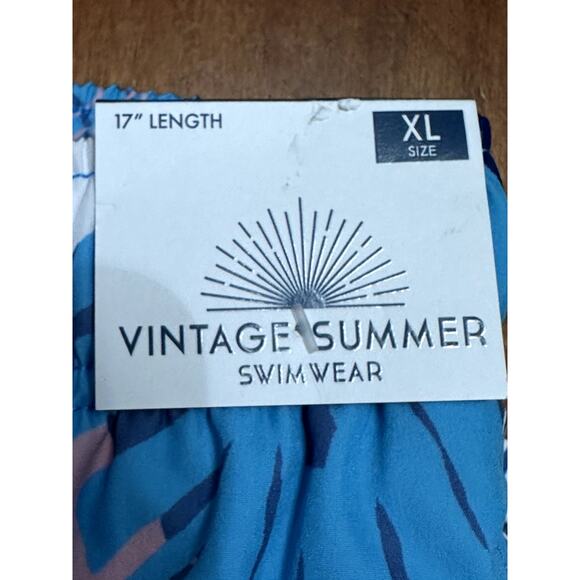 17" LENGTH
XL
SIZE
VINTAGE SUMMER
SWIMWEAR